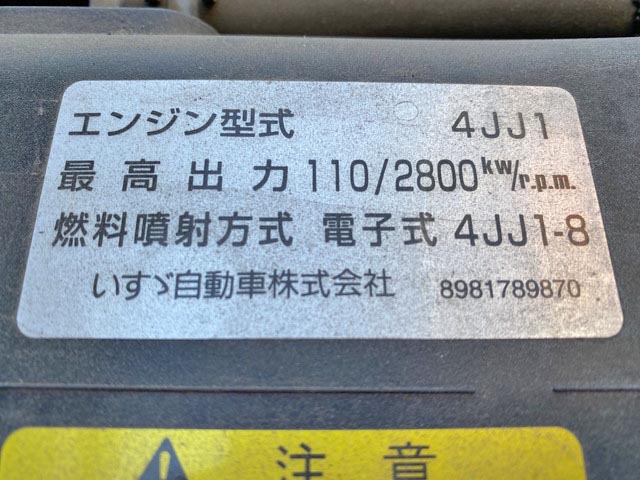 エンジン型式 4JJ1
最高出力 110/2800kW/r.p.m.
燃料噴射方式 電子式 4JJ1-8
いすゞ自動車株式会社 8981789870
注意